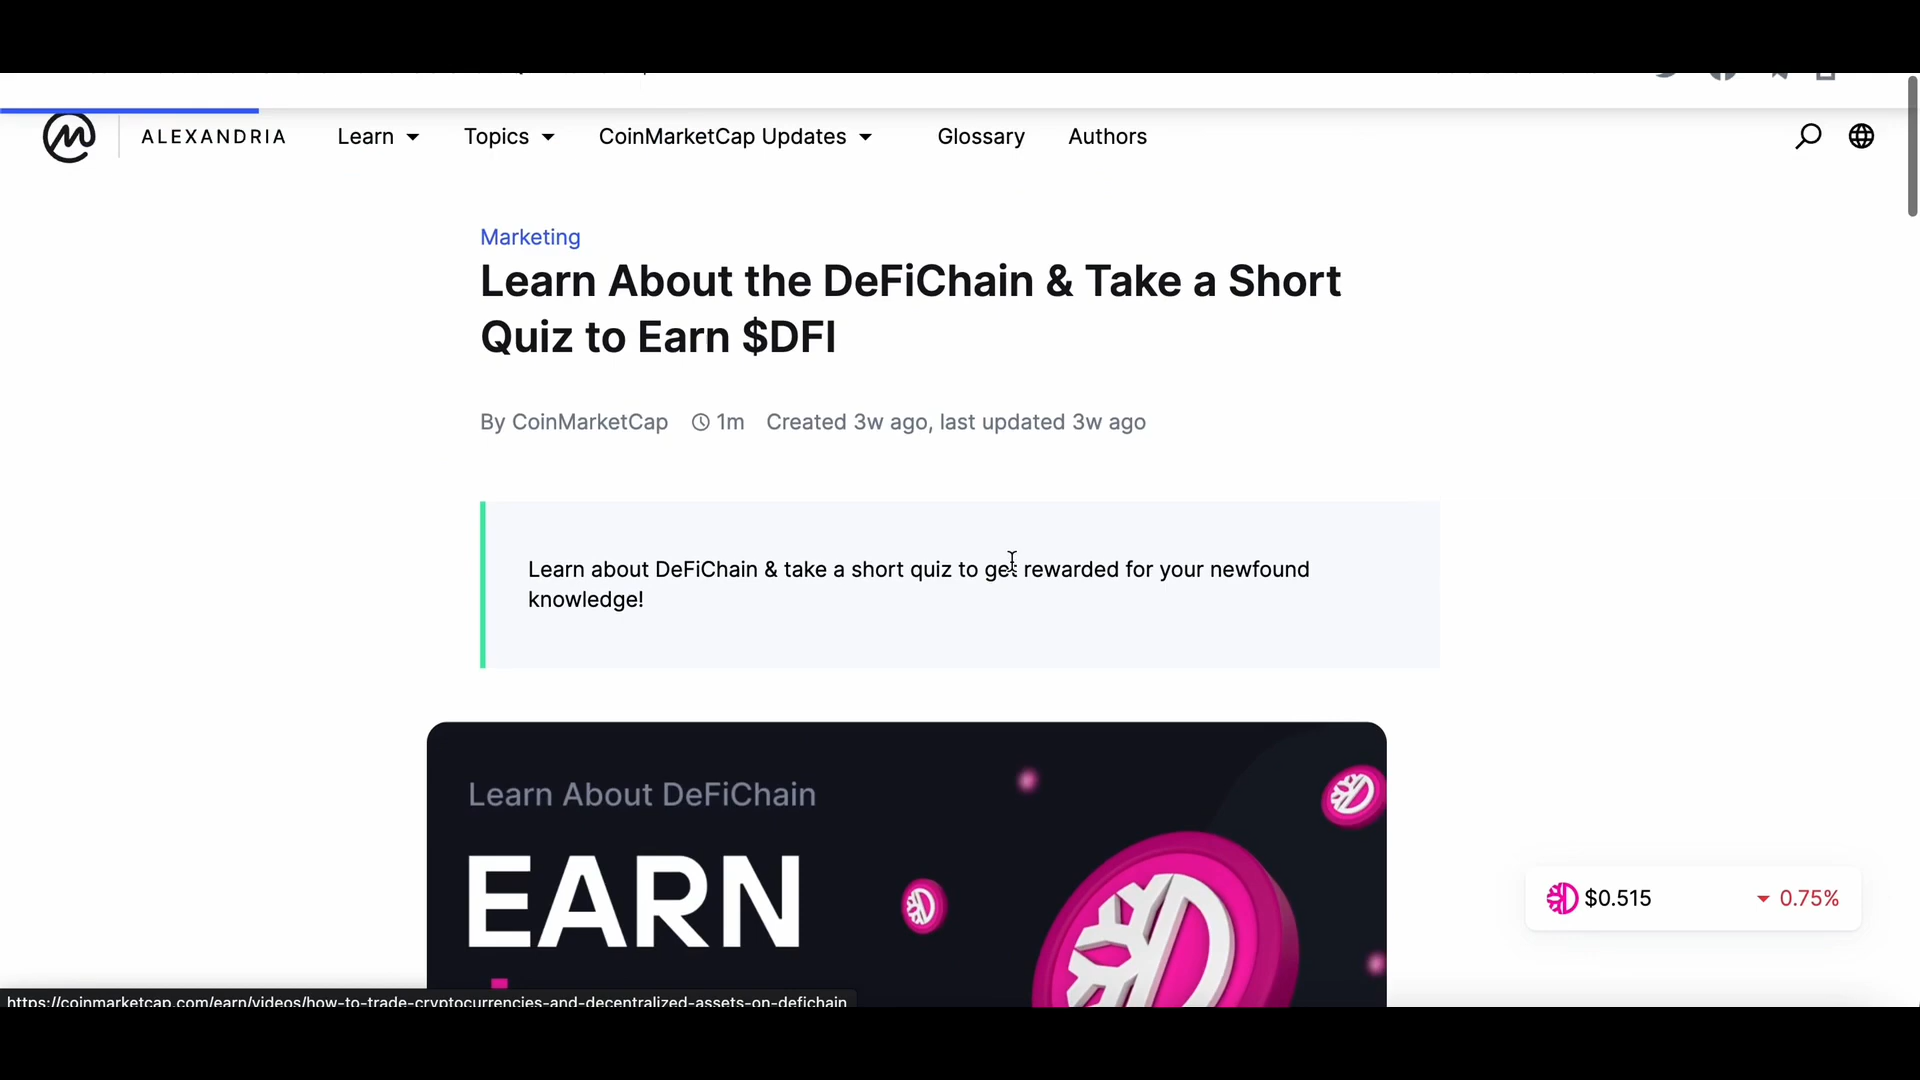 ALEXANDRIA Learn Topics CoinMarketCap Updates Glossary Authors
Marketing
Learn About the DeFiChain & Take a Short
Quiz to Earn $DFI
By CoinMarketCap 1m Created 3w ago, last updated 3w ago
Learn about DeFiChain & take a short quiz to get rewarded for your newfound
knowledge!
Learn About DeFiChain
EARN
$0.515 0.75%
https://coinmarketcap.com/earn/videos/how-to-trade-cryptocurrencies-and-decentralized-assets-on-defichain